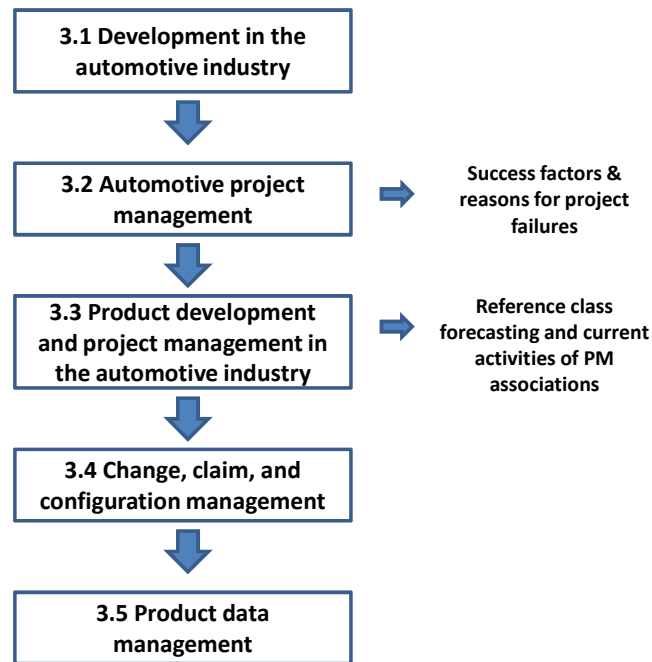 3.1 Development in the
automotive industry
3.2 Automotive project
management
Success factors &
reasons for project
failures
3.3 Product development
and project management in
the automotive industry
Reference class
forecasting and current
activities of PM
associations
3.4 Change, claim, and
configuration management
3.5 Product data
management